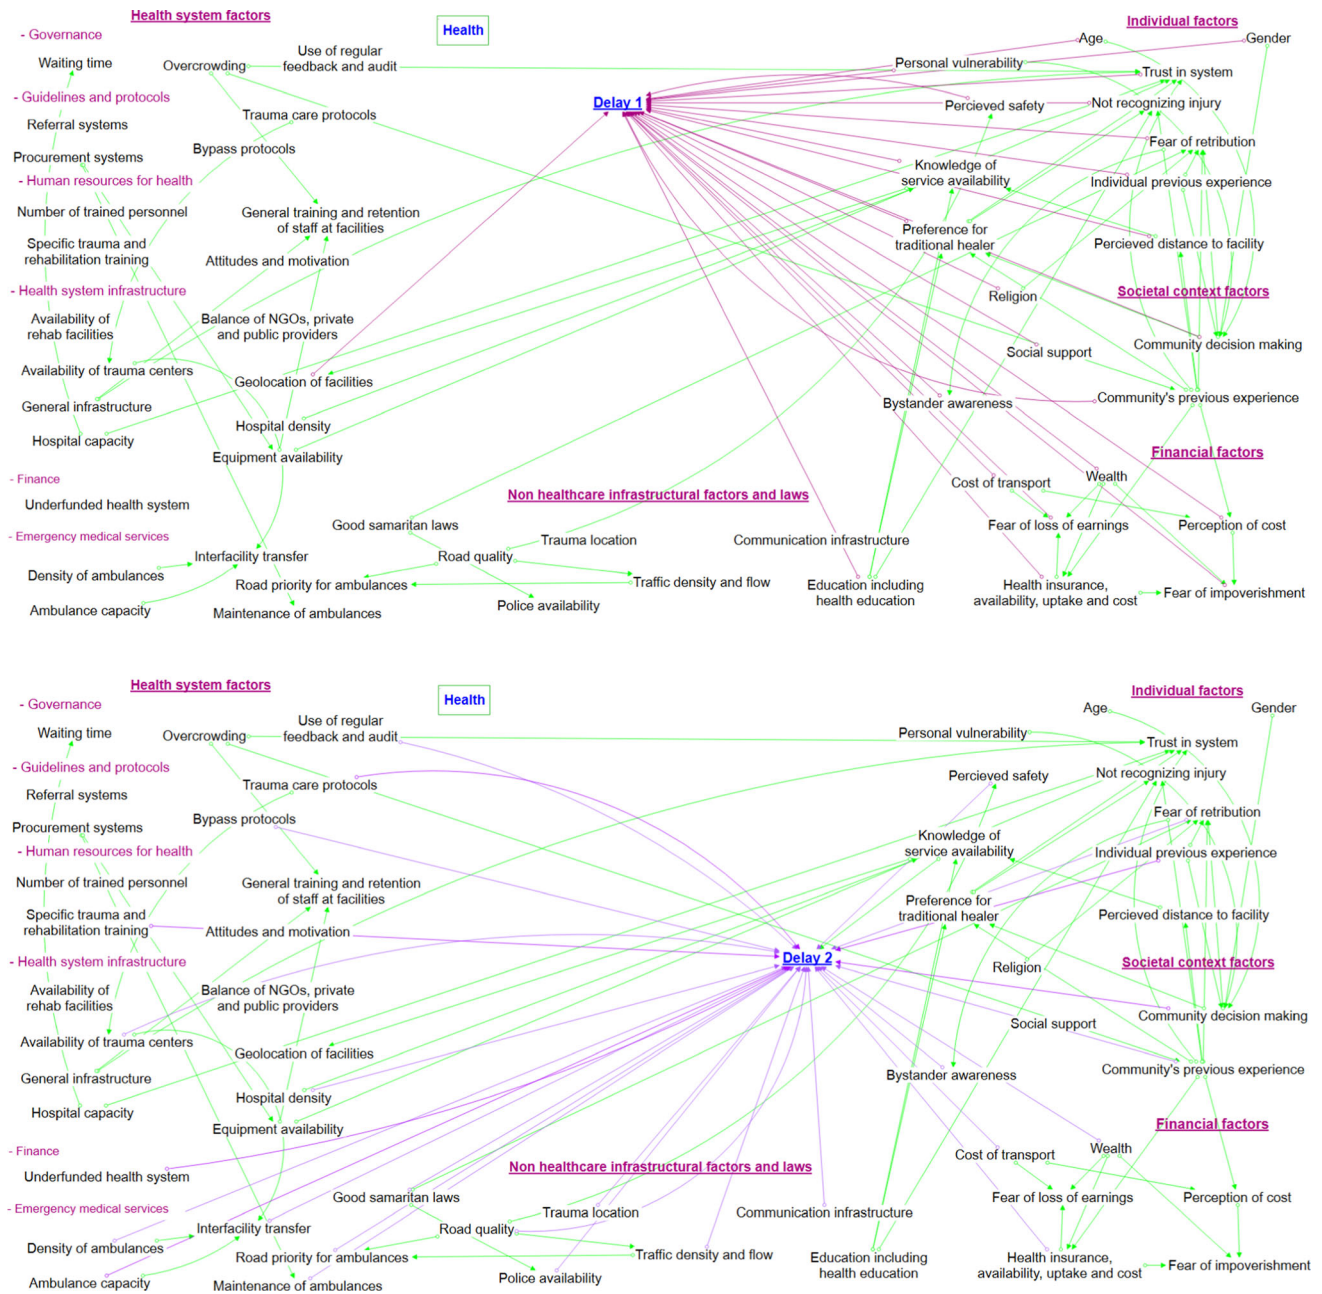 Health system factors
- Governance
Waiting time
Overcrowding
Use of regular
feedback and audit
Health
- Guidelines and protocols
Trauma care protocols
Referral systems
Bypass protocols
Procurement systems
- Human resources for health
Number of trained personnel
General training and retention
of staff at facilities
Specific trauma and
rehabilitation training
Attitudes and motivation
- Health system infrastructure
Availability of
rehab facilities
Balance of NGOs, private
and public providers
Availability of trauma centers
Geolocation of facilities
General infrastructure
Hospital density
Hospital capacity
Equipment availability
- Finance
Underfunded health system
- Emergency medical services
Interfacility transfer
Density of ambulances
Road priority for ambulances
Ambulance capacity
Maintenance of ambulances
Delay 1
Non healthcare infrastructural factors and laws
Good samaritan laws
Road quality
Trauma location
Communication infrastructure
Traffic density and flow
Police availability
Education including
health education
Individual factors
Age
Gender
Personal vulnerability
Trust in system
Percieved safety
Not recognizing injury
Fear of retribution
Knowledge of
service availability
Individual previous experience
Preference for
traditional healer
Percieved distance to facility
Religion
Societal context factors
Social support
Community decision making
Bystander awareness
Community's previous experience
Financial factors
Cost of transport
Wealth
Fear of loss of earnings
Perception of cost
Health insurance,
availability, uptake and cost
Fear of impoverishment
Health system factors
- Governance
Waiting time
Overcrowding
Use of regular
feedback and audit
Health
- Guidelines and protocols
Trauma care protocols
Referral systems
Bypass protocols
Procurement systems
- Human resources for health
Number of trained personnel
General training and retention
of staff at facilities
Specific trauma and
rehabilitation training
Attitudes and motivation
- Health system infrastructure
Availability of
rehab facilities
Balance of NGOs, private
and public providers
Availability of trauma centers
Geolocation of facilities
General infrastructure
Hospital density
Hospital capacity
Equipment availability
- Finance
Underfunded health system
- Emergency medical services
Interfacility transfer
Density of ambulances
Road priority for ambulances
Ambulance capacity
Maintenance of ambulances
Delay 2
Non healthcare infrastructural factors and laws
Good samaritan laws
Road quality
Trauma location
Communication infrastructure
Traffic density and flow
Police availability
Education including
health education
Individual factors
Age
Gender
Personal vulnerability
Trust in system
Percieved safety
Not recognizing injury
Fear of retribution
Knowledge of
service availability
Individual previous experience
Preference for
traditional healer
Percieved distance to facility
Religion
Societal context factors
Social support
Community decision making
Bystander awareness
Community's previous experience
Financial factors
Cost of transport
Wealth
Fear of loss of earnings
Perception of cost
Health insurance,
availability, uptake and cost
Fear of impoverishment